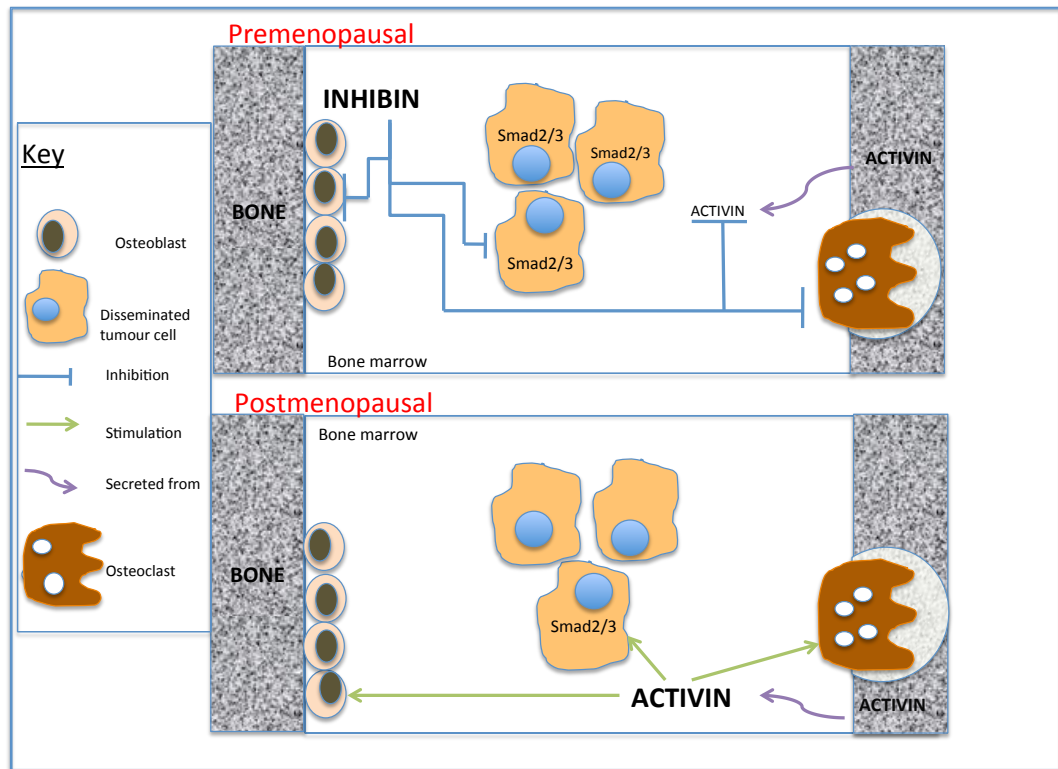 Premenopausal
INHIBIN
Smad2/3
Smad2/3
ACTIVIN
BONE
ACTIVIN
Smad2/3
Bone marrow
Key
Osteoblast
Disseminated
tumour cell
Inhibition
Stimulation
Secreted from
Osteoclast
Postmenopausal
Bone marrow
BONE
Smad2/3
ACTIVIN
ACTIVIN